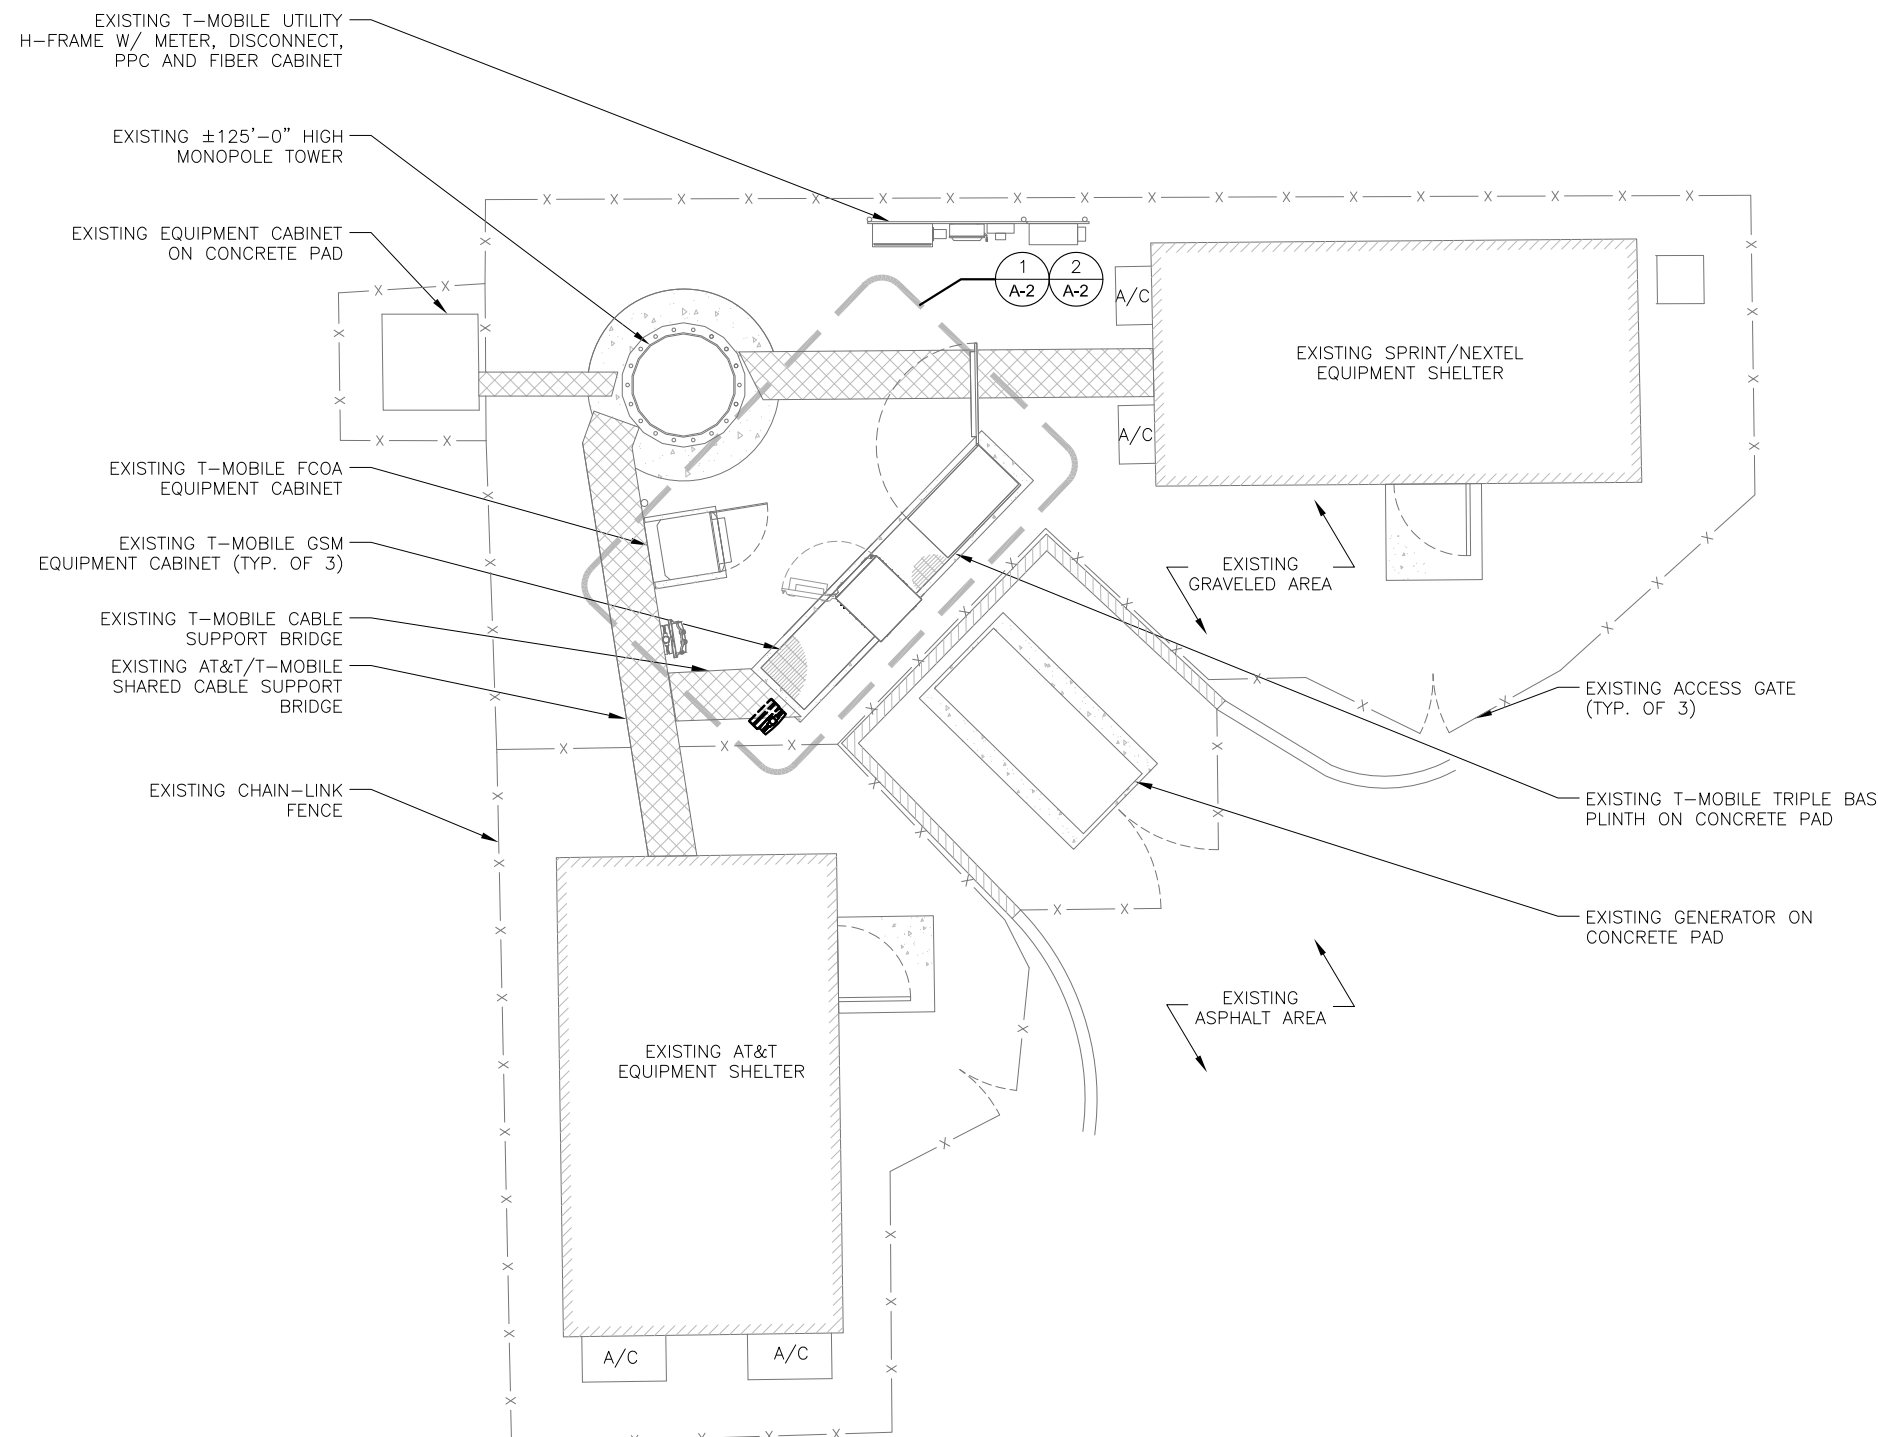 EXISTING T-MOBILE UTILITY
H-FRAME W/ METER, DISCONNECT,
PPC AND FIBER CABINET
EXISTING ±125'-0" HIGH
MONOPOLE TOWER
EXISTING EQUIPMENT CABINET
ON CONCRETE PAD
1
A-2
2
A-2
A/C
A/C
EXISTING SPRINT/NEXTEL
EQUIPMENT SHELTER
EXISTING T-MOBILE FCOA
EQUIPMENT CABINET
EXISTING T-MOBILE GSM
EQUIPMENT CABINET (TYP. OF 3)
EXISTING
GRAVELED AREA
EXISTING T-MOBILE CABLE
SUPPORT BRIDGE
EXISTING AT&T/T-MOBILE
SHARED CABLE SUPPORT
BRIDGE
EXISTING ACCESS GATE
(TYP. OF 3)
EXISTING CHAIN-LINK
FENCE
EXISTING T-MOBILE TRIPLE BAS
PLINTH ON CONCRETE PAD
EXISTING GENERATOR ON
CONCRETE PAD
EXISTING
ASPHALT AREA
EXISTING AT&T
EQUIPMENT SHELTER
A/C
A/C